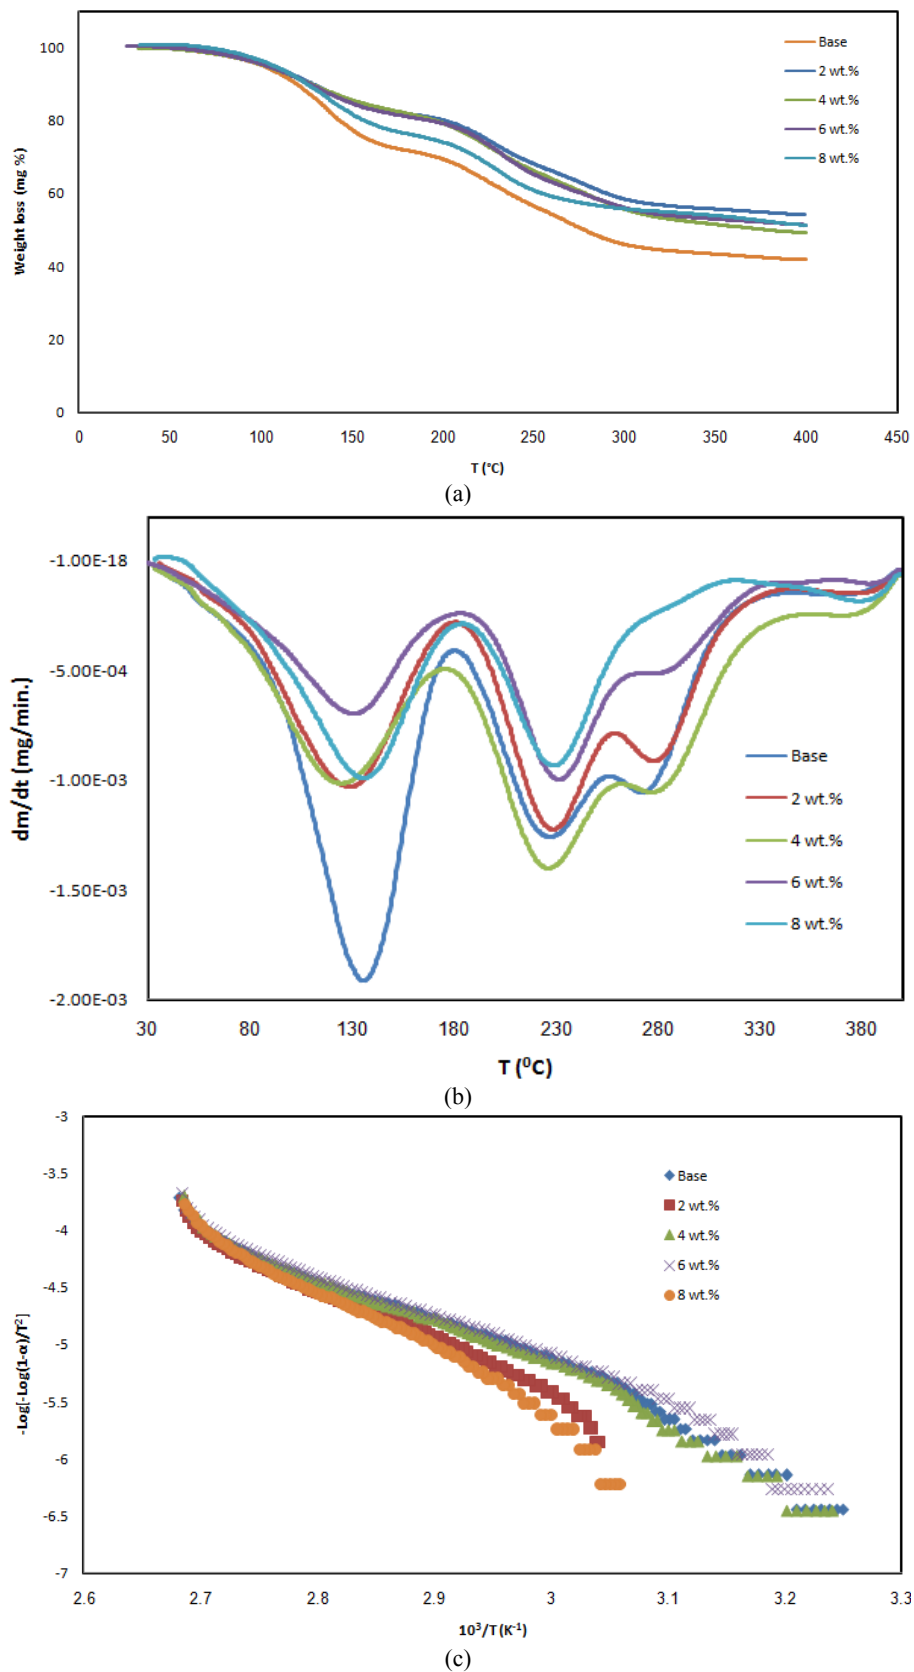 100
80
60
40
20
0
Weight loss (mg %)
0 50 100 150 200 250 300 350 400 450
T (°C)
Base
2 wt.%
4 wt.%
6 wt.%
8 wt.%
(a)
-1.00E-18
-5.00E-04
-1.00E-03
-1.50E-03
-2.00E-03
dm/dt (mg/min.)
30 80 130 180 230 280 330 380
T (⁰C)
Base
2 wt.%
4 wt.%
6 wt.%
8 wt.%
(b)
-3
-3.5
-4
-4.5
-5
-5.5
-6
-6.5
-7
-Log[-Log(1-α)/T²]
2.6 2.7 2.8 2.9 3 3.1 3.2 3.3
10³/T (K⁻¹)
Base
2 wt.%
4 wt.%
6 wt.%
8 wt.%
(c)